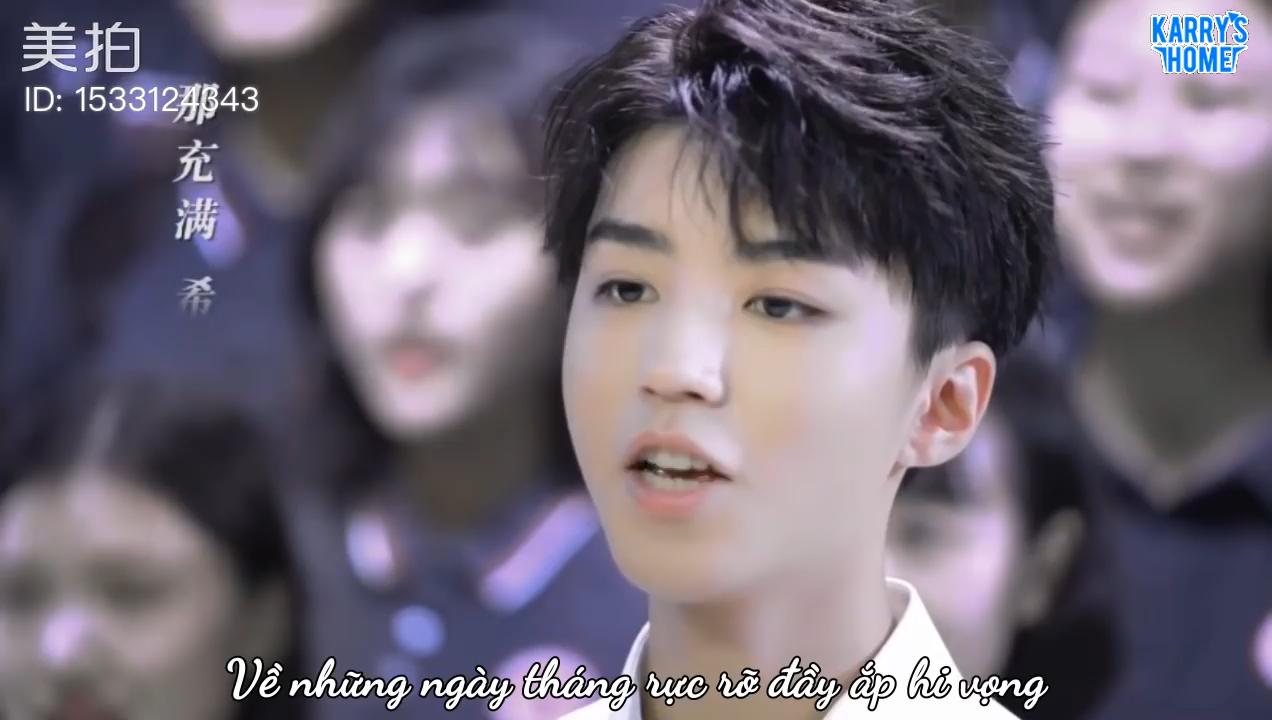 美拍
ID: 1533124343
那充满 希
KARRY'S
HOME
Về những ngày tháng rực rỡ đầy ắp hi vọng